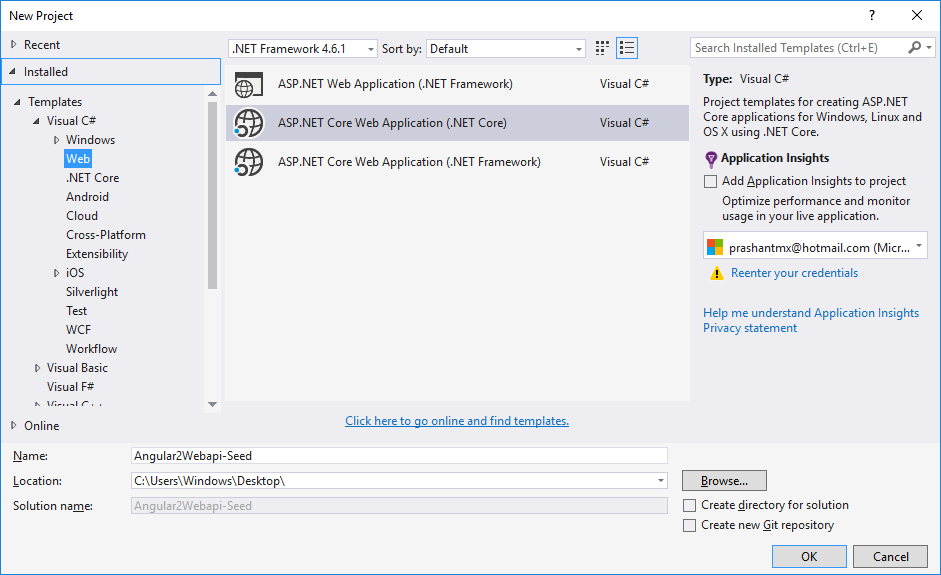 New Project
?
Recent
.NET Framework 4.6.1
Sort by:
Default
Search Installed Templates (Ctrl+E)
Installed
Templates
Visual C#
Windows
Web
.NET Core
Android
Cloud
Cross-Platform
Extensibility
iOS
Silverlight
Test
WCF
Workflow
Visual Basic
Visual F#
Visual C++
Online
ASP.NET Web Application (.NET Framework) Visual C#
ASP.NET Core Web Application (.NET Core) Visual C#
ASP.NET Core Web Application (.NET Framework) Visual C#
Click here to go online and find templates.
Type: Visual C#
Project templates for creating ASP.NET
Core applications for Windows, Linux and
OS X using .NET Core.
Application Insights
Add Application Insights to project
Optimize performance and monitor
usage in your live application.
prashantmx@hotmail.com (Micr...
Reenter your credentials
Help me understand Application Insights
Privacy statement
Name: Angular2Webapi-Seed
Location: C:\Users\Windows\Desktop\
Browse...
Solution name: Angular2Webapi-Seed
Create directory for solution
Create new Git repository
OK
Cancel